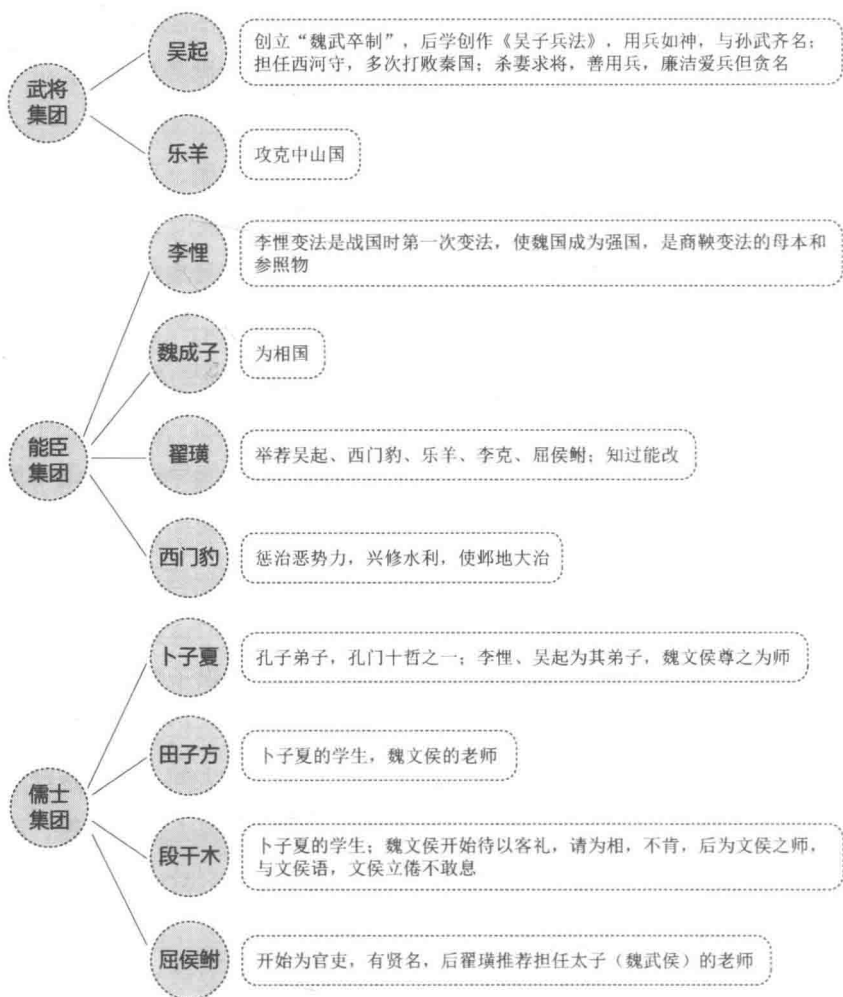 武将
集团
吴起
创立“魏武卒制”，后学创作《吴子兵法》，用兵如神，与孙武齐名；
担任西河守，多次打败秦国；杀妻求将，善用兵，廉洁爱兵但贪名
乐羊
攻克中山国
能臣
集团
李悝
李悝变法是战国时第一次变法，使魏国成为强国，是商鞅变法的母本和
参照物
魏成子
为相国
翟璜
举荐吴起、西门豹、乐羊、李克、屈侯鲋；知过能改
西门豹
惩治恶势力，兴修水利，使邺地大治
儒士
集团
卜子夏
孔子弟子，孔门十哲之一；李悝、吴起为其弟子，魏文侯尊之为师
田子方
卜子夏的学生，魏文侯的老师
段干木
卜子夏的学生；魏文侯开始待以客礼，请为相，不肯，后为文侯之师，
与文侯语，文侯立倦不敢息
屈侯鲋
开始为官吏，有贤名，后翟璜推荐担任太子（魏武侯）的老师